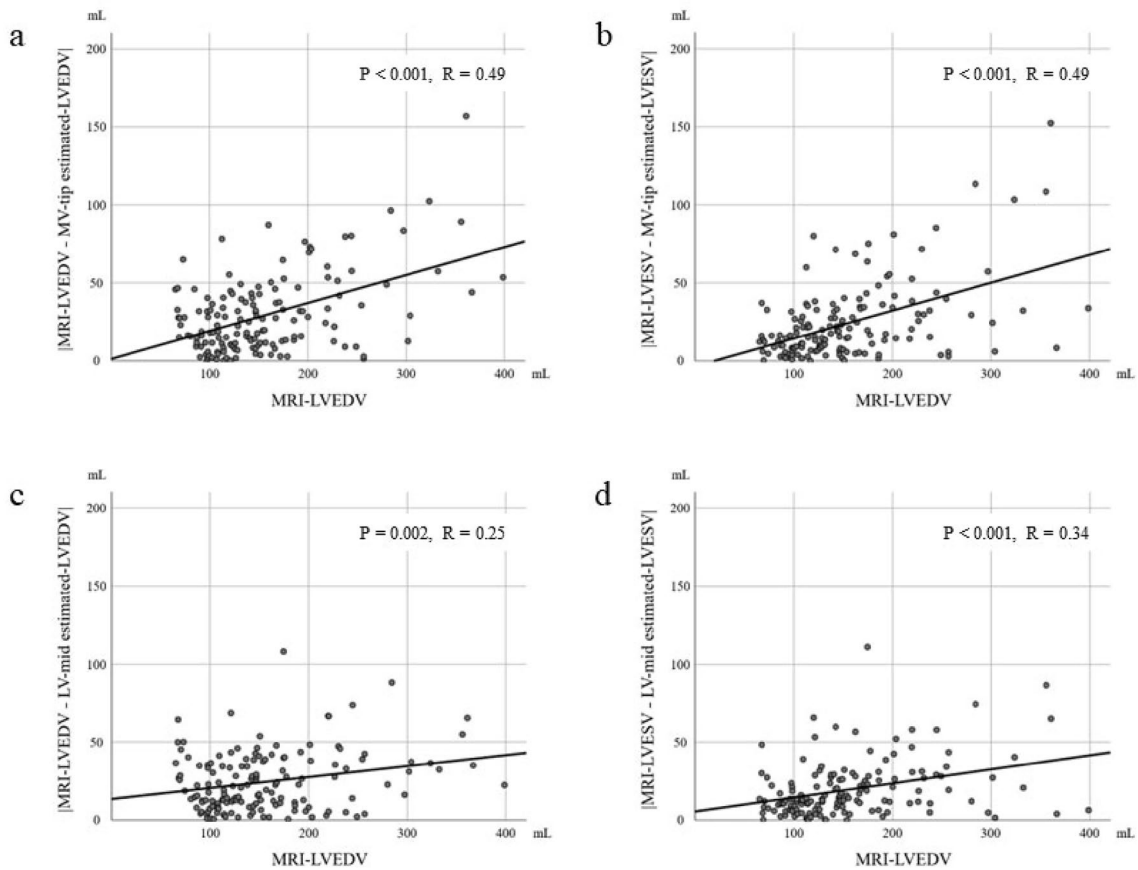 a
mL
|MRI-LVEDV - MV-tip estimated-LVEDV|
200
150
100
50
0
P < 0.001, R = 0.49
100
200
300
400
mL
MRI-LVEDV
b
mL
|MRI-LVESV - MV-tip estimated-LVESV|
200
150
100
50
0
P < 0.001, R = 0.49
100
200
300
400
mL
MRI-LVEDV
c
mL
|MRI-LVEDV - LV-mid estimated-LVEDV|
200
150
100
50
0
P = 0.002, R = 0.25
100
200
300
400
mL
MRI-LVEDV
d
mL
|MRI-LVESV - LV-mid estimated-LVESV|
200
150
100
50
0
P < 0.001, R = 0.34
100
200
300
400
mL
MRI-LVEDV